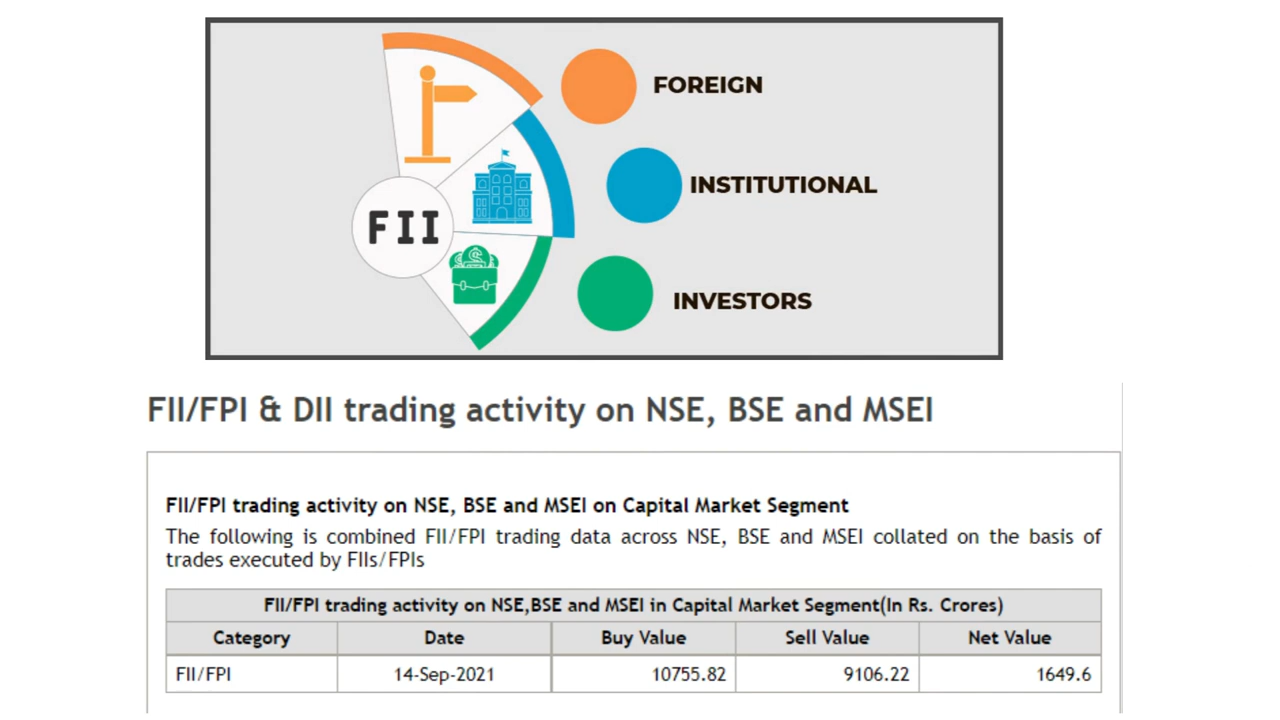 FII
FOREIGN
INSTITUTIONAL
INVESTORS
FII/FPI & DII trading activity on NSE, BSE and MSEI
FII/FPI trading activity on NSE, BSE and MSEI on Capital Market Segment
The following is combined FII/FPI trading data across NSE, BSE and MSEI collated on the basis of
trades executed by FIIs/FPIs
FII/FPI trading activity on NSE,BSE and MSEI in Capital Market Segment(In Rs. Crores)
Category Date Buy Value Sell Value Net Value
FII/FPI 14-Sep-2021 10755.82 9106.22 1649.6